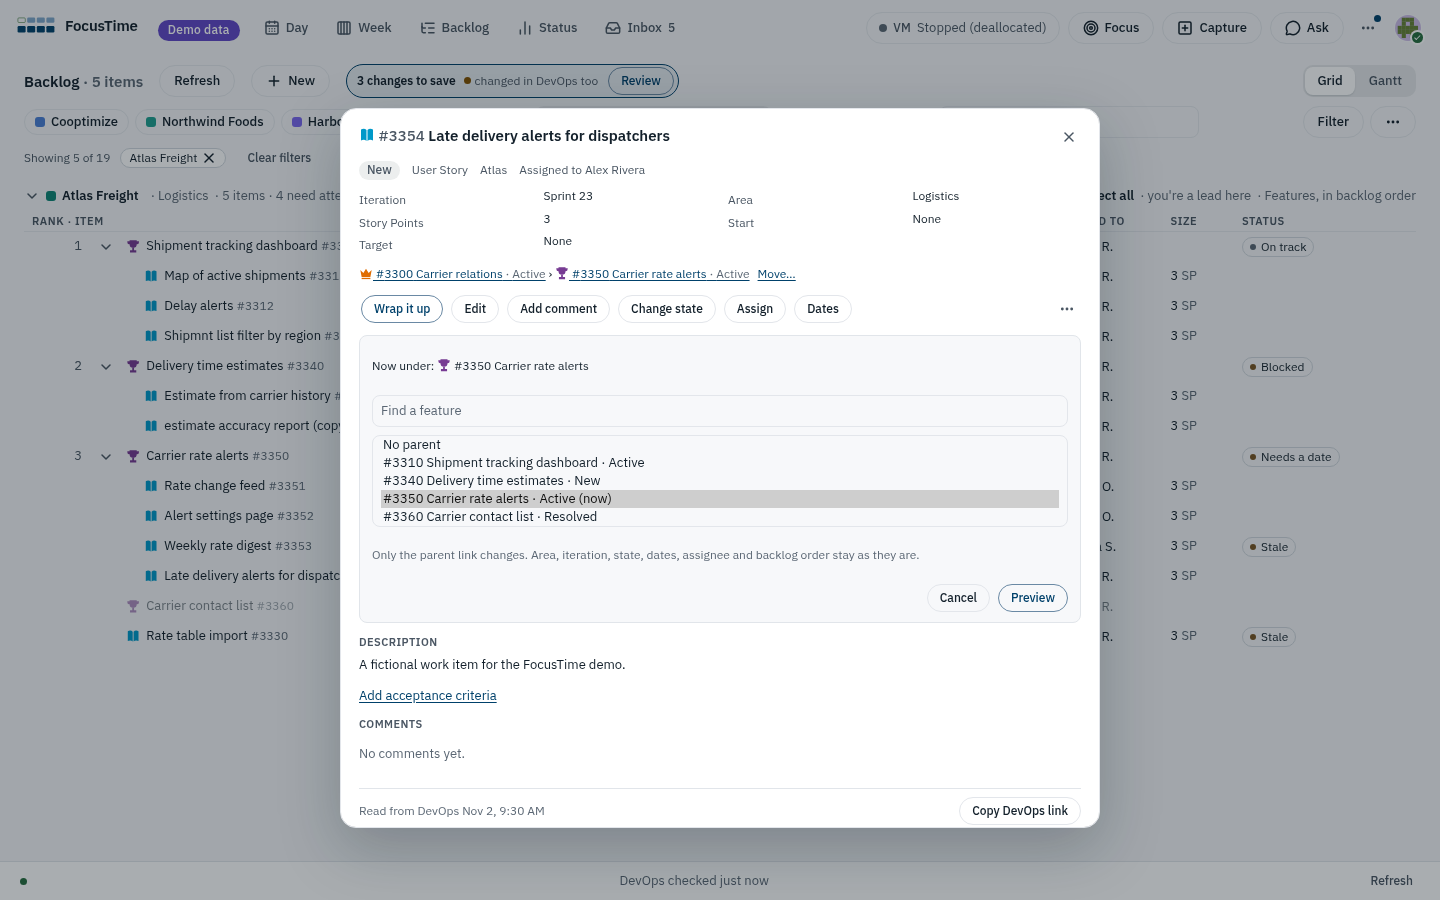 FocusTime
Demo data
Day
Week
Backlog
Status
Inbox 5
VM Stopped (deallocated)
Focus
Capture
Ask
Backlog · 5 items
Refresh
New
3 changes to save
changed in DevOps too
Review
Grid
Gantt
Cooptimize
Northwind Foods
Filter
Showing 5 of 19
Atlas Freight
Clear filters
Atlas Freight · Logistics · 5 items · 4 need
all · you're a lead here · Features, in backlog order
RANK · ITEM
TO
SIZE
STATUS
1 Shipment tracking dashboard
R.
On track
Map of active shipments
R.
3 SP
Delay alerts #3312
R.
3 SP
Shipmnt list filter by region
R.
3 SP
2 Delivery time estimates #3340
R.
Blocked
Estimate from carrier history
R.
3 SP
estimate accuracy report
R.
3 SP
3 Carrier rate alerts #3350
R.
Needs a date
Rate change feed #3351
O.
3 SP
Alert settings page #3352
O.
3 SP
Weekly rate digest #3353
S.
3 SP
Stale
Late delivery alerts for
R.
3 SP
Carrier contact list #3360
R.
Rate table import #3330
R.
3 SP
Stale
#3354 Late delivery alerts for dispatchers
New
User Story
Atlas
Assigned to Alex Rivera
Iteration
Sprint 23
Area
Logistics
Story Points
3
Start
None
Target
None
#3300 Carrier relations · Active › #3350 Carrier rate alerts · Active
Move...
Wrap it up
Edit
Add comment
Change state
Assign
Dates
Now under: #3350 Carrier rate alerts
Find a feature
No parent
#3310 Shipment tracking dashboard · Active
#3340 Delivery time estimates · New
#3350 Carrier rate alerts · Active (now)
#3360 Carrier contact list · Resolved
Only the parent link changes. Area, iteration, state, dates, assignee and backlog order stay as they are.
Cancel
Preview
DESCRIPTION
A fictional work item for the FocusTime demo.
Add acceptance criteria
COMMENTS
No comments yet.
Read from DevOps Nov 2, 9:30 AM
Copy DevOps link
DevOps checked just now
Refresh